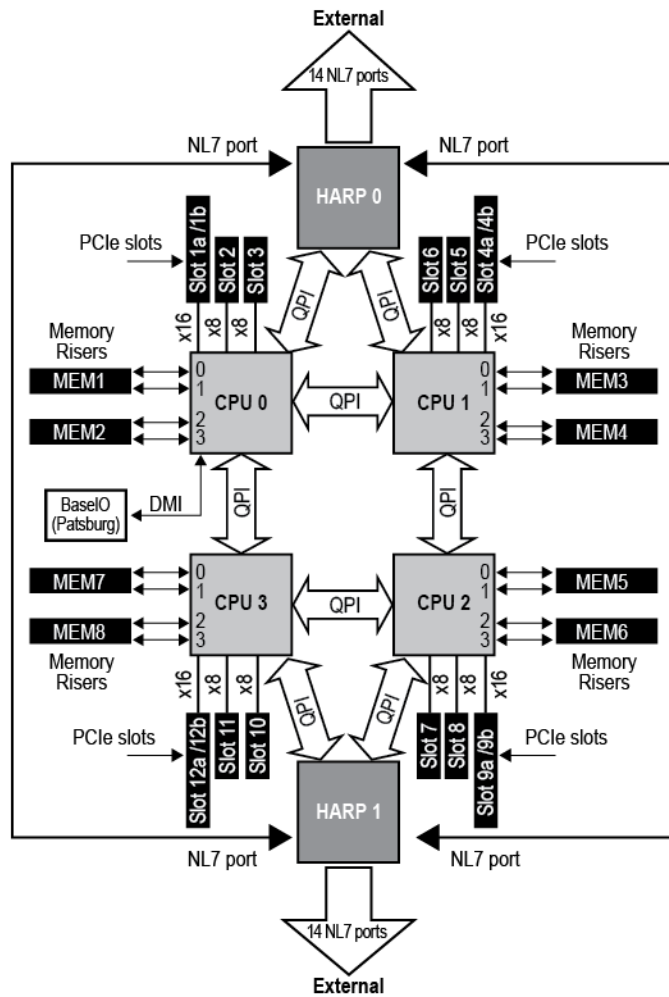 External
14 NL7 ports
NL7 port
NL7 port
HARP 0
PCIe slots
Slot 1a /1b
Slot 2
Slot 3
QPI
QPI
Slot 6
Slot 5
Slot 4a /4b
PCIe slots
x16
x8
x8
x8
x8
x16
Memory
Risers
MEM1
MEM2
0
1
2
3
CPU 0
QPI
CPU 1
0
1
2
3
Memory
Risers
MEM3
MEM4
BaseIO
(Patsburg)
DMI
QPI
QPI
MEM7
MEM8
Memory
Risers
0
1
2
3
CPU 3
QPI
CPU 2
0
1
2
3
MEM5
MEM6
Memory
Risers
x16
x8
x8
QPI
QPI
x8
x8
x16
PCIe slots
Slot 12a /12b
Slot 11
Slot 10
Slot 7
Slot 8
Slot 9a /9b
PCIe slots
HARP 1
NL7 port
NL7 port
14 NL7 ports
External